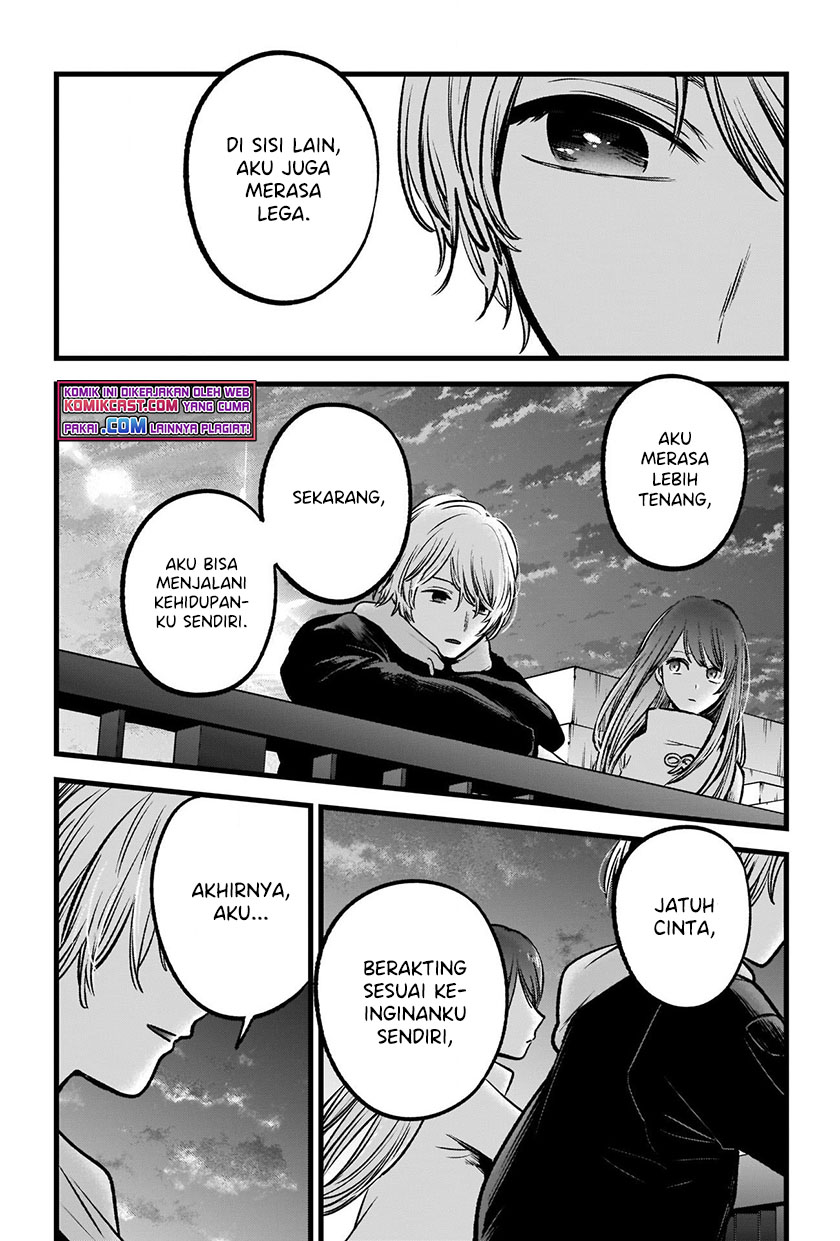 DI SISI LAIN,
AKU JUGA
MERASA
LEGA.
KOMIK INI DIKERJAKAN OLEH WEB
KOMIKCAST.COM YANG CUMA
PAKAI .COM LAINNYA PLAGIAT!
AKU
MERASA
LEBIH
TENANG,
SEKARANG,
AKU BISA
MENJALANI
KEHIDUPAN-
KU SENDIRI.
JATUH
CINTA,
BERAKTING
SESUAI KE-
INGINANKU
SENDIRI,
AKHIRNYA,
AKU...